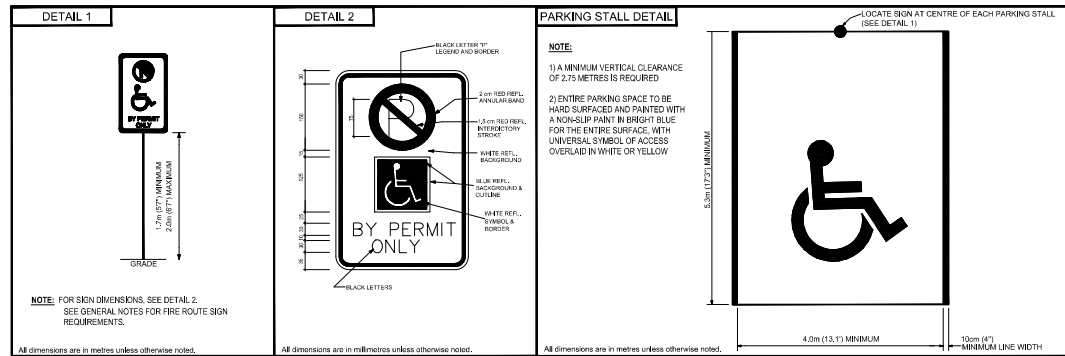 DETAIL 1
BY PERMIT
ONLY
1.7m (5'7") MINIMUM
2.0m (6'7") MAXIMUM
GRADE
NOTE: FOR SIGN DIMENSIONS, SEE DETAIL 2.
SEE GENERAL NOTES FOR FIRE ROUTE SIGN
REQUIREMENTS.
All dimensions are in metres unless otherwise noted.
DETAIL 2
BLACK LETTER "P"
LEGEND AND BORDER
2 cm RED REFL.
ANNULAR BAND
1.5 cm RED REFL.
INTERDICTORY
STROKE
WHITE REFL.
BACKGROUND
BLUE REFL.
BACKGROUND &
OUTLINE
WHITE REFL.
SYMBOL &
BORDER
30
150
75
15
125
25
30
10
30
35
P
BY PERMIT
ONLY
BLACK LETTERS
All dimensions are in millimetres unless otherwise noted.
PARKING STALL DETAIL
LOCATE SIGN AT CENTRE OF EACH PARKING STALL
(SEE DETAIL 1)
NOTE:
1) A MINIMUM VERTICAL CLEARANCE
OF 2.75 METRES IS REQUIRED
2) ENTIRE PARKING SPACE TO BE
HARD SURFACED AND PAINTED WITH
A NON-SLIP PAINT IN BRIGHT BLUE
FOR THE ENTIRE SURFACE, WITH
UNIVERSAL SYMBOL OF ACCESS
OVERLAID IN WHITE OR YELLOW
5.3m (17'3") MINIMUM
4.0m (13.1') MINIMUM
10cm (4")
MINIMUM LINE WIDTH
All dimensions are in metres unless otherwise noted.